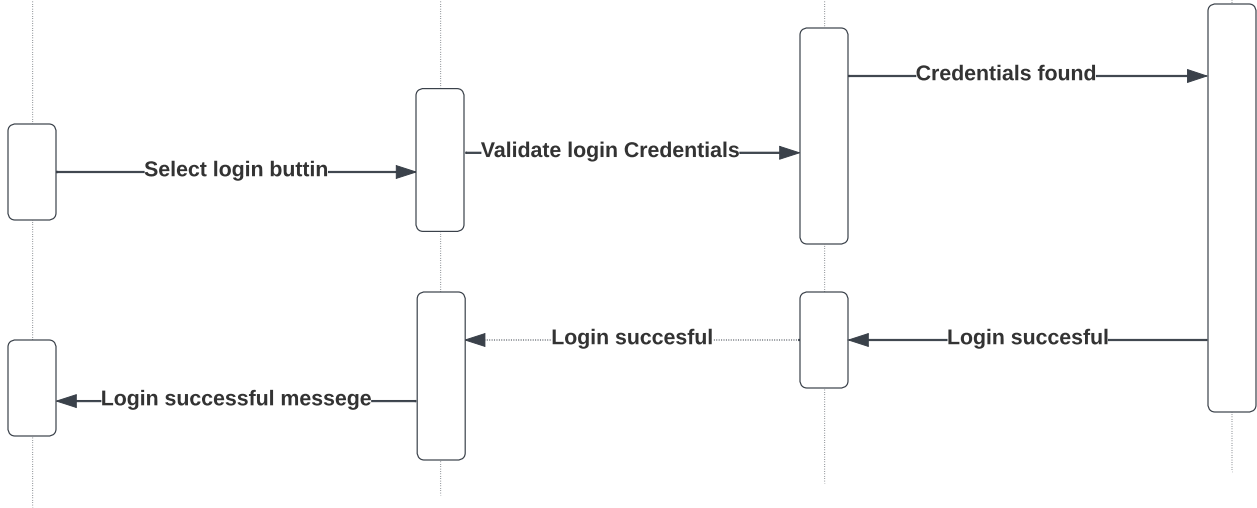 Credentials found
Validate login Credentials
Select login buttin
Login succesful
Login succesful
Login successful messege